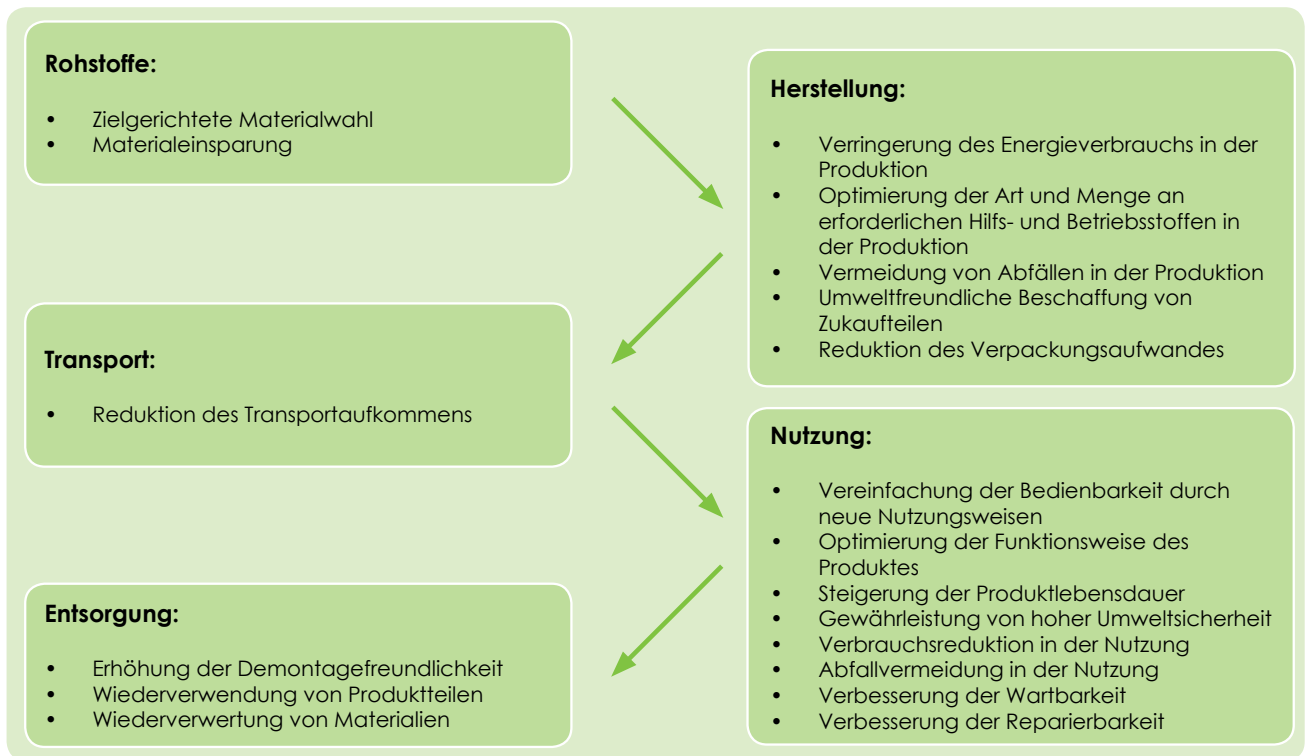 Rohstoffe:
• Zielgerichtete Materialwahl
• Materialeinsparung
Herstellung:
• Verringerung des Energieverbrauchs in der
Produktion
• Optimierung der Art und Menge an
erforderlichen Hilfs- und Betriebsstoffen in
der Produktion
• Vermeidung von Abfällen in der Produktion
• Umweltfreundliche Beschaffung von
Zukaufteilen
• Reduktion des Verpackungsaufwandes
Transport:
• Reduktion des Transportaufkommens
Nutzung:
• Vereinfachung der Bedienbarkeit durch
neue Nutzungsweisen
• Optimierung der Funktionsweise des
Produktes
• Steigerung der Produktlebensdauer
• Gewährleistung von hoher Umweltsicherheit
• Verbrauchsreduktion in der Nutzung
• Abfallvermeidung in der Nutzung
• Verbesserung der Wartbarkeit
• Verbesserung der Reparierbarkeit
Entsorgung:
• Erhöhung der Demontagefreundlichkeit
• Wiederverwendung von Produktteilen
• Wiederverwertung von Materialien